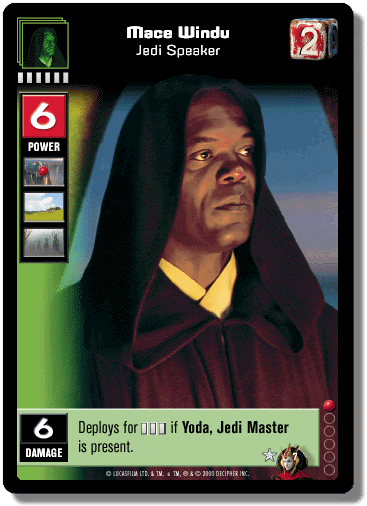 Mace Windu
Jedi Speaker
2
6
POWER
6
DAMAGE
Deploys for if Yoda, Jedi Master
is present.
© LUCASFILM LTD. & TM. ® & © 2000 DECIPHER INC.